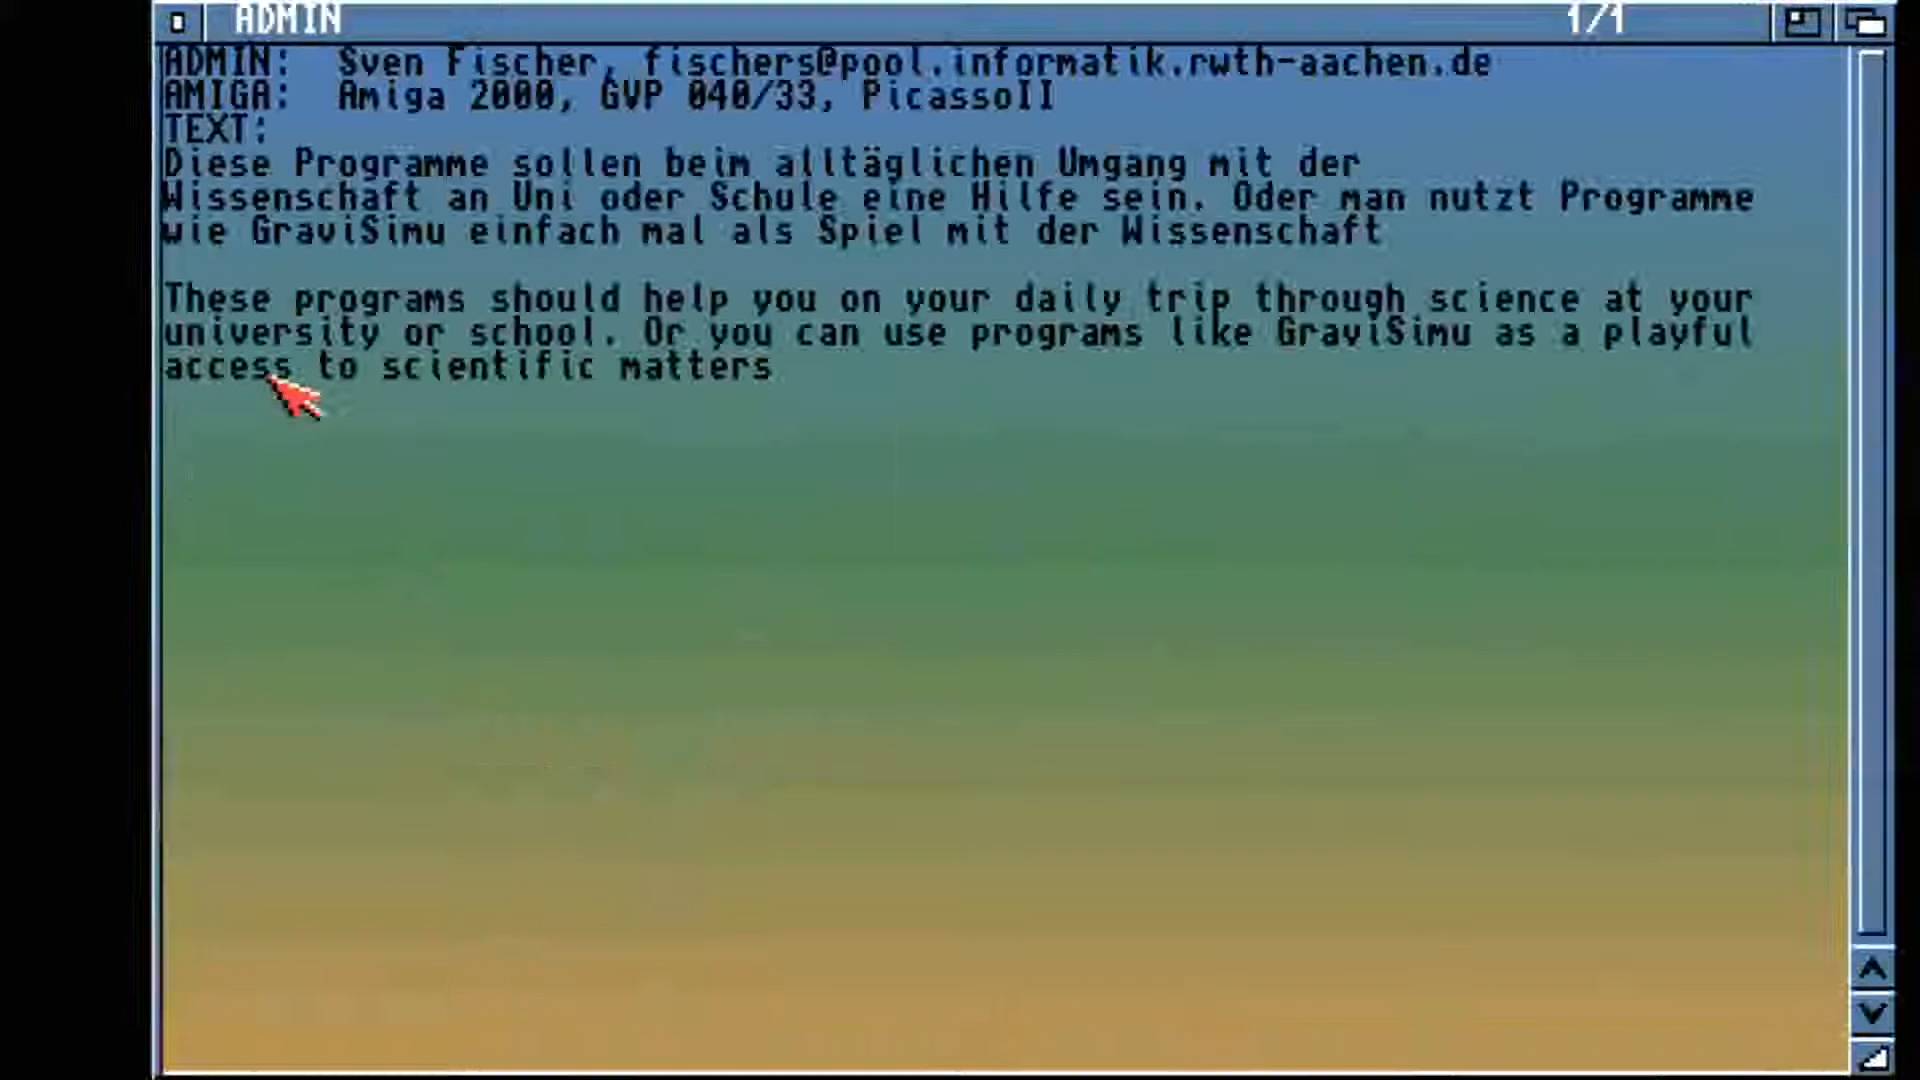 ADMIN 1/1
ADMIN: Sven Fischer, fischers@pool.informatik.rwth-aachen.de
AMIGA: Amiga 2000, GVP 040/33, PicassoII
TEXT:
Diese Programme sollen beim alltäglichen Umgang mit der
Wissenschaft an Uni oder Schule eine Hilfe sein. Oder man nutzt Programme
wie GraviSimu einfach mal als Spiel mit der Wissenschaft
These programs should help you on your daily trip through science at your
university or school. Or you can use programs like GraviSimu as a playful
access to scientific matters